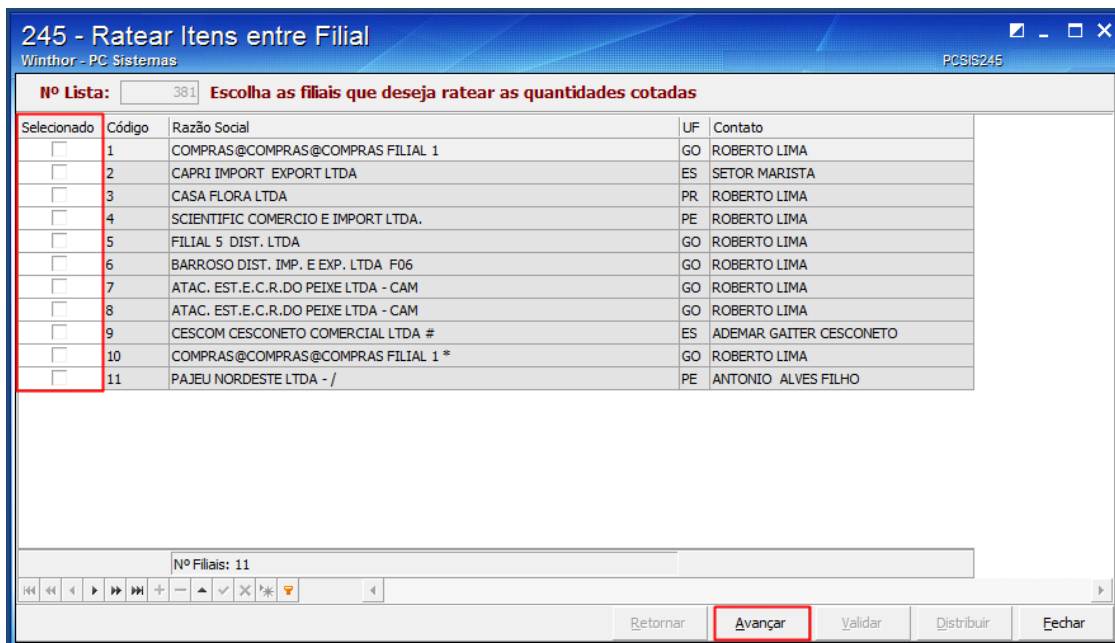 245 - Ratear Itens entre Filial
Winthor - PC Sistemas PCSIS245
Nº Lista: 381 Escolha as filiais que deseja ratear as quantidades cotadas
Selecionado Código Razão Social UF Contato
1 COMPRAS@COMPRAS@COMPRAS FILIAL 1 GO ROBERTO LIMA
2 CAPRI IMPORT EXPORT LTDA ES SETOR MARISTA
3 CASA FLORA LTDA PR ROBERTO LIMA
4 SCIENTIFIC COMERCIO E IMPORT LTDA. PE ROBERTO LIMA
5 FILIAL 5 DIST. LTDA GO ROBERTO LIMA
6 BARROSO DIST. IMP. E EXP. LTDA F06 GO ROBERTO LIMA
7 ATAC. EST.E.C.R.DO PEIXE LTDA - CAM GO ROBERTO LIMA
8 ATAC. EST.E.C.R.DO PEIXE LTDA - CAM GO ROBERTO LIMA
9 CESCOM CESCONETO COMERCIAL LTDA # ES ADEMAR GAITER CESCONETO
10 COMPRAS@COMPRAS@COMPRAS FILIAL 1 * GO ROBERTO LIMA
11 PAJEU NORDESTE LTDA - / PE ANTONIO ALVES FILHO
Nº Filiais: 11
Retornar Avançar Validar Distribuir Fechar